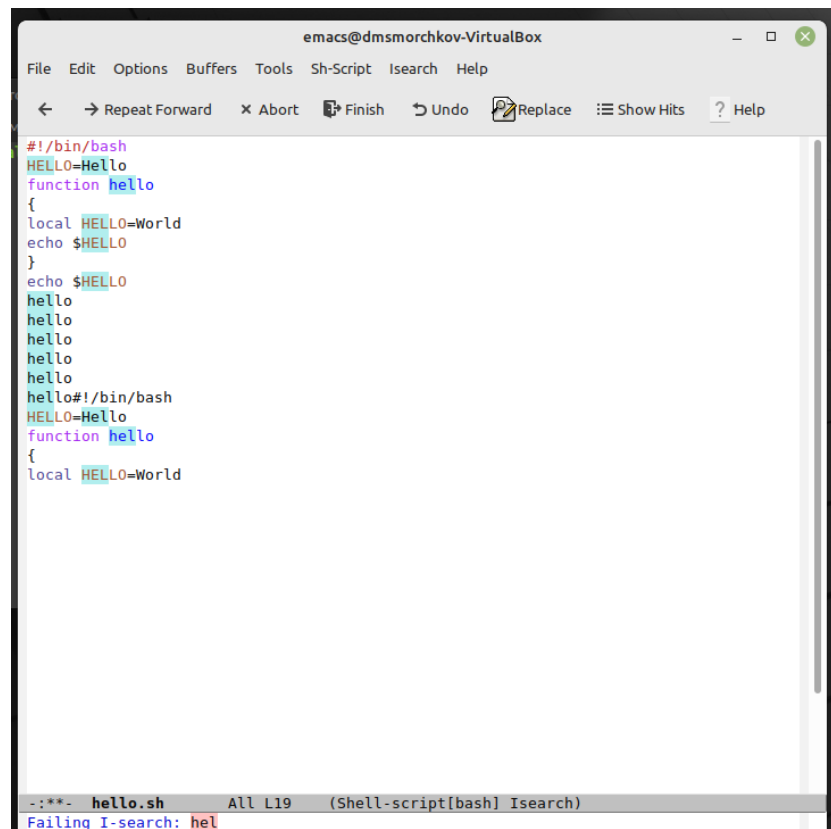 emacs@dmsmorchkov-VirtualBox
File Edit Options Buffers Tools Sh-Script Isearch Help
Repeat Forward Abort Finish Undo Replace Show Hits ? Help
#!/bin/bash
HELLO=Hello
function hello
{
local HELLO=World
echo $HELLO
}
echo $HELLO
hello
hello
hello
hello
hello
hello#!/bin/bash
HELLO=Hello
function hello
{
local HELLO=World
-:**- hello.sh All L19 (Shell-script[bash] Isearch)
Failing I-search: hel